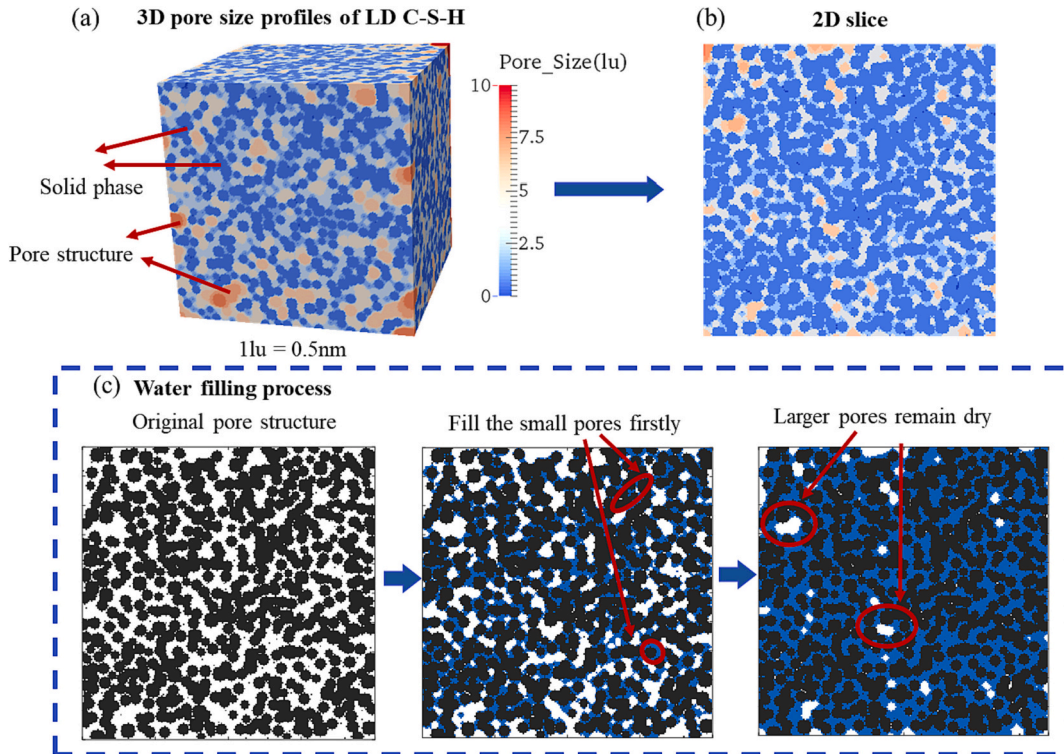 (a) 3D pore size profiles of LD C-S-H
Pore_Size(lu)
10
7.5
5
2.5
0
Solid phase
Pore structure
1lu = 0.5nm
(b) 2D slice
(c) Water filling process
Original pore structure
Fill the small pores firstly
Larger pores remain dry